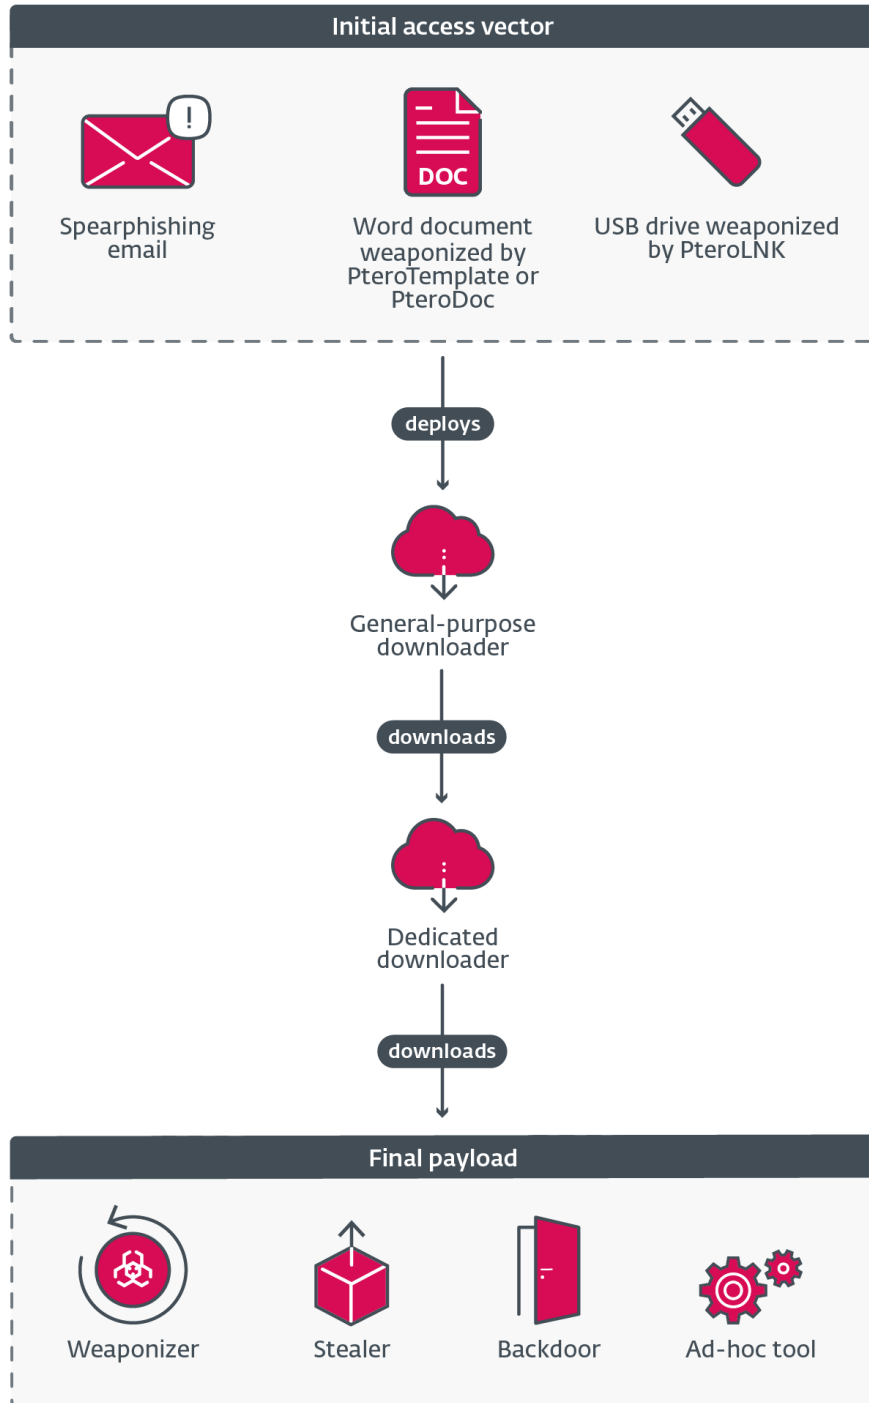 Initial access vector
!
DOC
Spearphishing
email
Word document
weaponized by
PteroTemplate or
PteroDoc
USB drive weaponized
by PteroLNK
deploys
General-purpose
downloader
downloads
Dedicated
downloader
downloads
Final payload
Weaponizer
Stealer
Backdoor
Ad-hoc tool